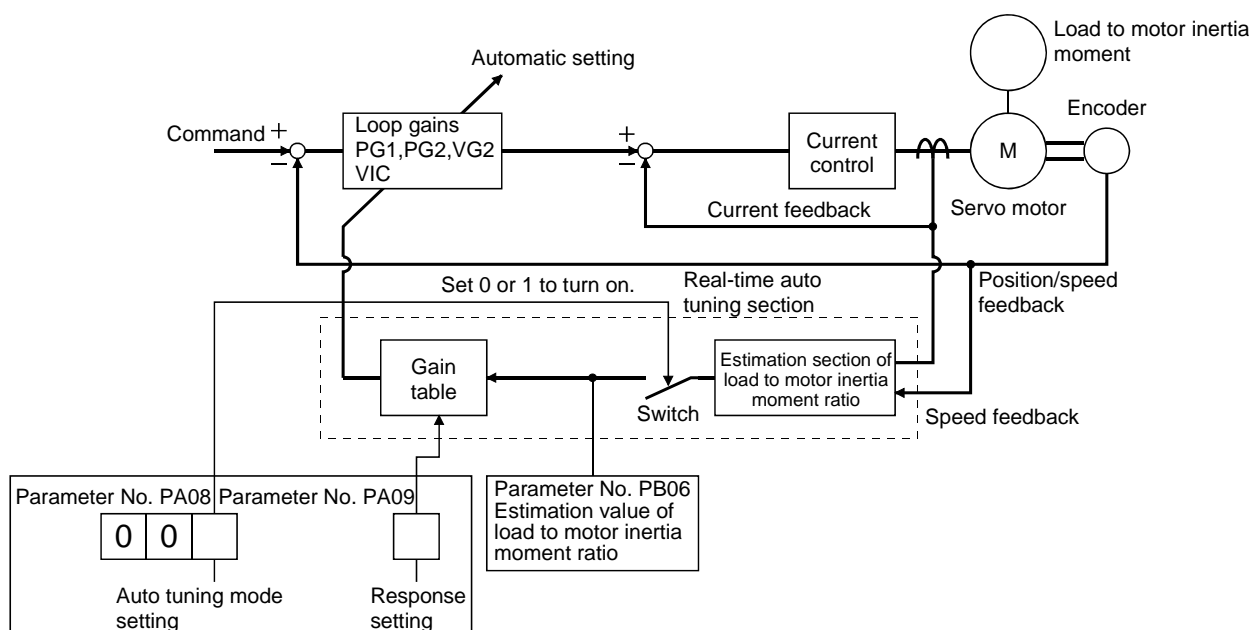 Load to motor inertia
moment
Automatic setting
Encoder
Command
+
−
Loop gains
PG1,PG2,VG2
VIC
+
−
Current
control
M
Current feedback
Servo motor
Set 0 or 1 to turn on.
Real-time auto
tuning section
Position/speed
feedback
Gain
table
Estimation section of
load to motor inertia
moment ratio
Switch
Speed feedback
Parameter No. PA08
Parameter No. PA09
0 0
Auto tuning mode
setting
Response
setting
Parameter No. PB06
Estimation value of
load to motor inertia
moment ratio